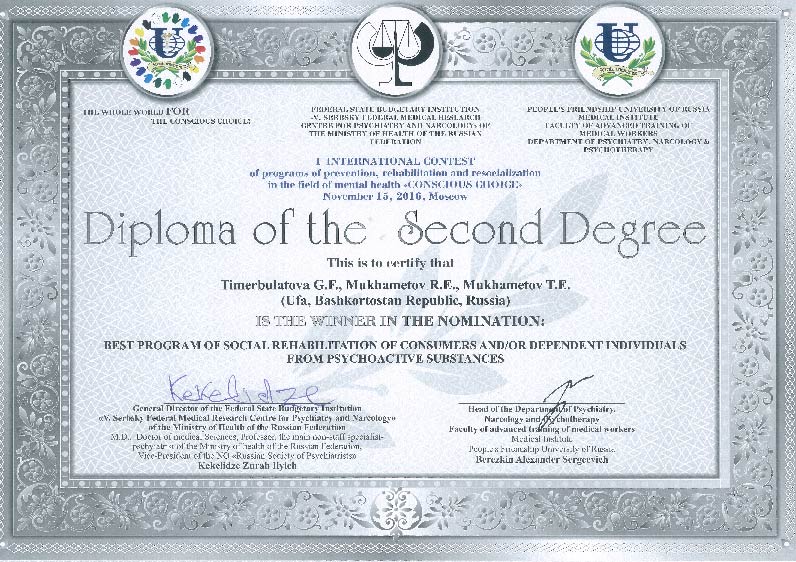 THE WHOLE WORLD FOR
THE CONSCIOUS CHOICE!
FEDERAL STATE BUDGETARY INSTITUTION
«V. SERBSKY FEDERAL MEDICAL RESEARCH
CENTRE FOR PSYCHIATRY AND NARCOLOGY» OF
THE MINISTRY OF HEALTH OF THE RUSSIAN
FEDERATION
PEOPLE'S FRIENDSHIP UNIVERSITY OF RUSSIA
MEDICAL INSTITUTE
FACULTY OF ADVANCED TRAINING OF
MEDICAL WORKERS
DEPARTMENT OF PSYCHIATRY, NARCOLOGY &
PSYCHOTHERAPY
I INTERNATIONAL CONTEST
of programs of prevention, rehabilitation and resocialization
in the field of mental health «CONSCIOUS CHOICE»
November 15, 2016, Moscow
Diploma of the Second Degree
This is to certify that
Timerbulatova G.F., Mukhametov R.E., Mukhametov T.E.
(Ufa, Bashkortostan Republic, Russia)
IS THE WINNER IN THE NOMINATION:
BEST PROGRAM OF SOCIAL REHABILITATION OF CONSUMERS AND/OR DEPENDENT INDIVIDUALS
FROM PSYCHOACTIVE SUBSTANCES
Kekelidze
General Director of the Federal State Budgetary Institution
«V. Serbsky Federal Medical Research Centre for Psychiatry and Narcology»
of the Ministry of Health of the Russian Federation
M.D., Doctor of medical Sciences, Professor, the main non-staff specialist-
psychiatrist of the Ministry of health of the Russian Federation,
Vice-President of the NO «Russian Society of Psychiatrists»
Kekelidze Zurab Ilyich
Head of the Department of Psychiatry,
Narcology and Psychotherapy
Faculty of advanced training of medical workers
Medical Institute
People's Friendship University of Russia
Berezkin Alexander Sergeevich